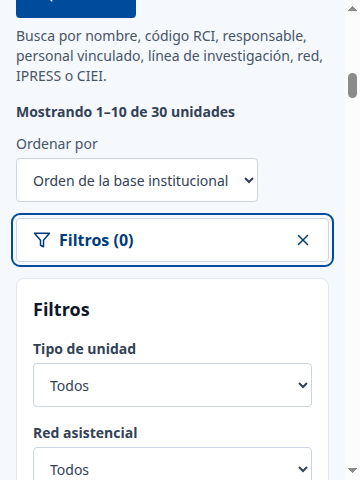 Busca por nombre, código RCI, responsable,
personal vinculado, línea de investigación, red,
IPRESS o CIEI.
Mostrando 1–10 de 30 unidades
Ordenar por
Orden de la base institucional
Filtros (0)
Filtros
Tipo de unidad
Todos
Red asistencial
Todos